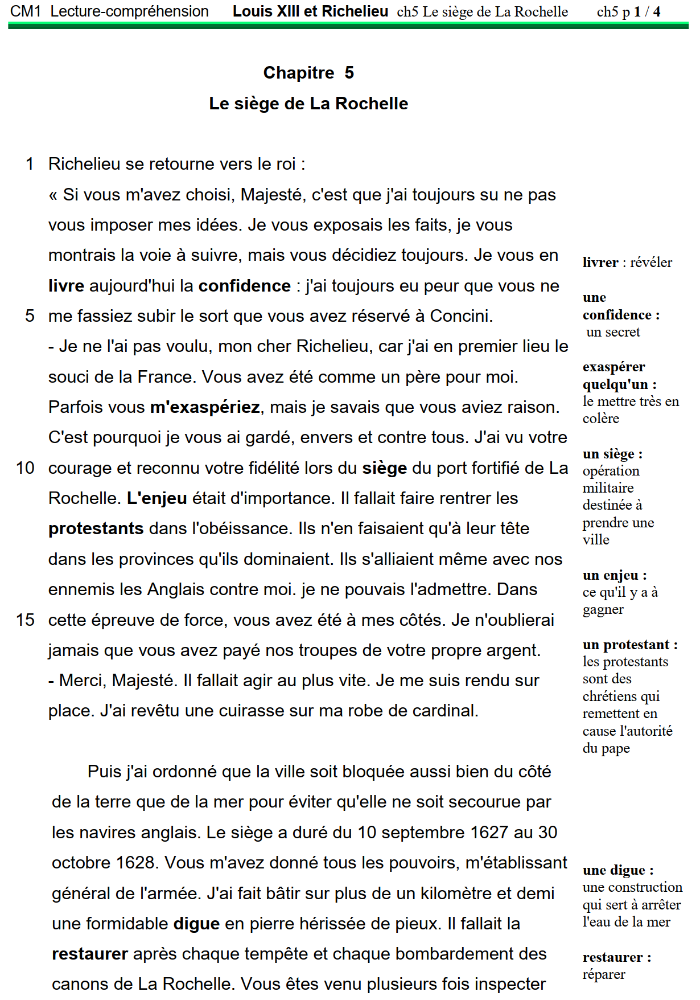 CM1 Lecture-compréhension Louis XIII et Richelieu ch5 Le siège de La Rochelle ch5 p 1 / 4
Chapitre 5
Le siège de La Rochelle
1 Richelieu se retourne vers le roi :
« Si vous m'avez choisi, Majesté, c'est que j'ai toujours su ne pas
vous imposer mes idées. Je vous exposais les faits, je vous
montrais la voie à suivre, mais vous décidiez toujours. Je vous en
livre aujourd'hui la confidence : j'ai toujours eu peur que vous ne
5 me fassiez subir le sort que vous avez réservé à Concini.
- Je ne l'ai pas voulu, mon cher Richelieu, car j'ai en premier lieu le
souci de la France. Vous avez été comme un père pour moi.
Parfois vous m'exaspériez, mais je savais que vous aviez raison.
C'est pourquoi je vous ai gardé, envers et contre tous. J'ai vu votre
10 courage et reconnu votre fidélité lors du siège du port fortifié de La
Rochelle. L'enjeu était d'importance. Il fallait faire rentrer les
protestants dans l'obéissance. Ils n'en faisaient qu'à leur tête
dans les provinces qu'ils dominaient. Ils s'alliaient même avec nos
ennemis les Anglais contre moi. je ne pouvais l'admettre. Dans
15 cette épreuve de force, vous avez été à mes côtés. Je n'oublierai
jamais que vous avez payé nos troupes de votre propre argent.
- Merci, Majesté. Il fallait agir au plus vite. Je me suis rendu sur
place. J'ai revêtu une cuirasse sur ma robe de cardinal.
Puis j'ai ordonné que la ville soit bloquée aussi bien du côté
de la terre que de la mer pour éviter qu'elle ne soit secourue par
les navires anglais. Le siège a duré du 10 septembre 1627 au 30
octobre 1628. Vous m'avez donné tous les pouvoirs, m'établissant
général de l'armée. J'ai fait bâtir sur plus de un kilomètre et demi
une formidable digue en pierre hérissée de pieux. Il fallait la
restaurer après chaque tempête et chaque bombardement des
canons de La Rochelle. Vous êtes venu plusieurs fois inspecter
livrer : révéler
une
confidence :
un secret
exaspérer
quelqu'un :
le mettre très en
colère
un siège :
opération
militaire
destinée à
prendre une
ville
un enjeu :
ce qu'il y a à
gagner
un protestant :
les protestants
sont des
chrétiens qui
remettent en
cause l'autorité
du pape
une digue :
une construction
qui sert à arrêter
l'eau de la mer
restaurer :
réparer